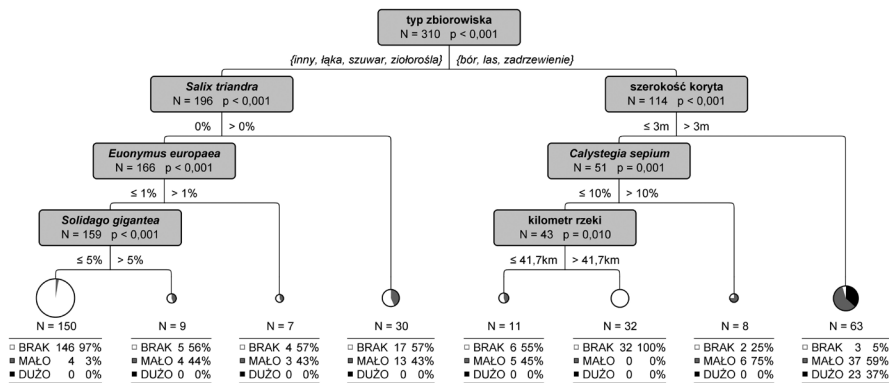 typ zbiorowiska
N = 310 p < 0,001
{inny, łąka, szuwar, ziołorośla} {bór, las, zadrzewienie}
Salix triandra
N = 196 p < 0,001
szerokość koryta
N = 114 p < 0,001
0% > 0%
≤ 3m > 3m
Euonymus europaea
N = 166 p < 0,001
Calystegia sepium
N = 51 p = 0,001
≤ 1% > 1%
≤ 10% > 10%
Solidago gigantea
N = 159 p < 0,001
kilometr rzeki
N = 43 p = 0,010
≤ 5% > 5%
≤ 41,7km > 41,7km
N = 150 N = 9 N = 7 N = 30 N = 11 N = 32 N = 8 N = 63
BRAK 146 97% BRAK 5 56% BRAK 4 57% BRAK 17 57% BRAK 6 55% BRAK 32 100% BRAK 2 25% BRAK 3 5%
MAŁO 4 3% MAŁO 4 44% MAŁO 3 43% MAŁO 13 43% MAŁO 5 45% MAŁO 0 0% MAŁO 6 75% MAŁO 37 59%
DUŻO 0 0% DUŻO 0 0% DUŻO 0 0% DUŻO 0 0% DUŻO 0 0% DUŻO 0 0% DUŻO 0 0% DUŻO 23 37%